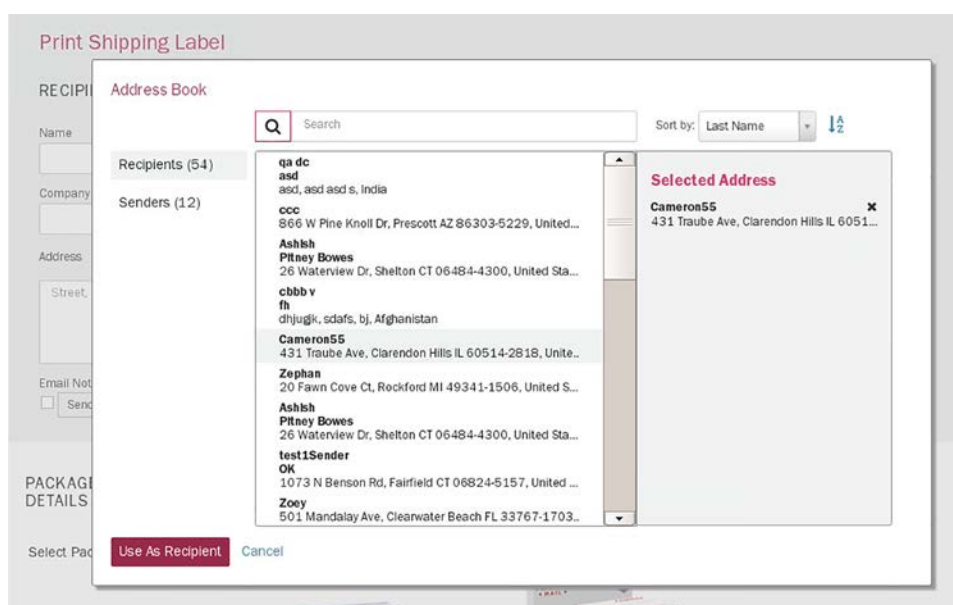 Print Shipping Label
Address Book
Search
Sort by: Last Name
A
Z
Name
Company
Address
Street,
Email Not
Send
PACKAGE
DETAILS
Select Pac
Recipients (54)
Senders (12)
qa dc
asd
asd, asd asd s, India
ccc
866 W Pine Knoll Dr, Prescott AZ 86303-5229, United...
Ashish
Pitney Bowes
26 Waterview Dr, Shelton CT 06484-4300, United Sta...
cbbb v
fh
dhjugik, sdafs, bj, Afghanistan
Cameron55
431 Traube Ave, Clarendon Hills IL 60514-2818, Unite..
Zephan
20 Fawn Cove Ct, Rockford MI 49341-1506, United S...
Ashish
Pitney Bowes
26 Waterview Dr, Shelton CT 06484-4300, United Sta...
test1Sender
OK
1073 N Benson Rd, Fairfield CT 06824-5157, United ...
Zoey
501 Mandalay Ave, Clearwater Beach FL 33767-1703..
Selected Address
Cameron55
431 Traube Ave, Clarendon Hills IL 6051...
Use As Recipient
Cancel
MAIL